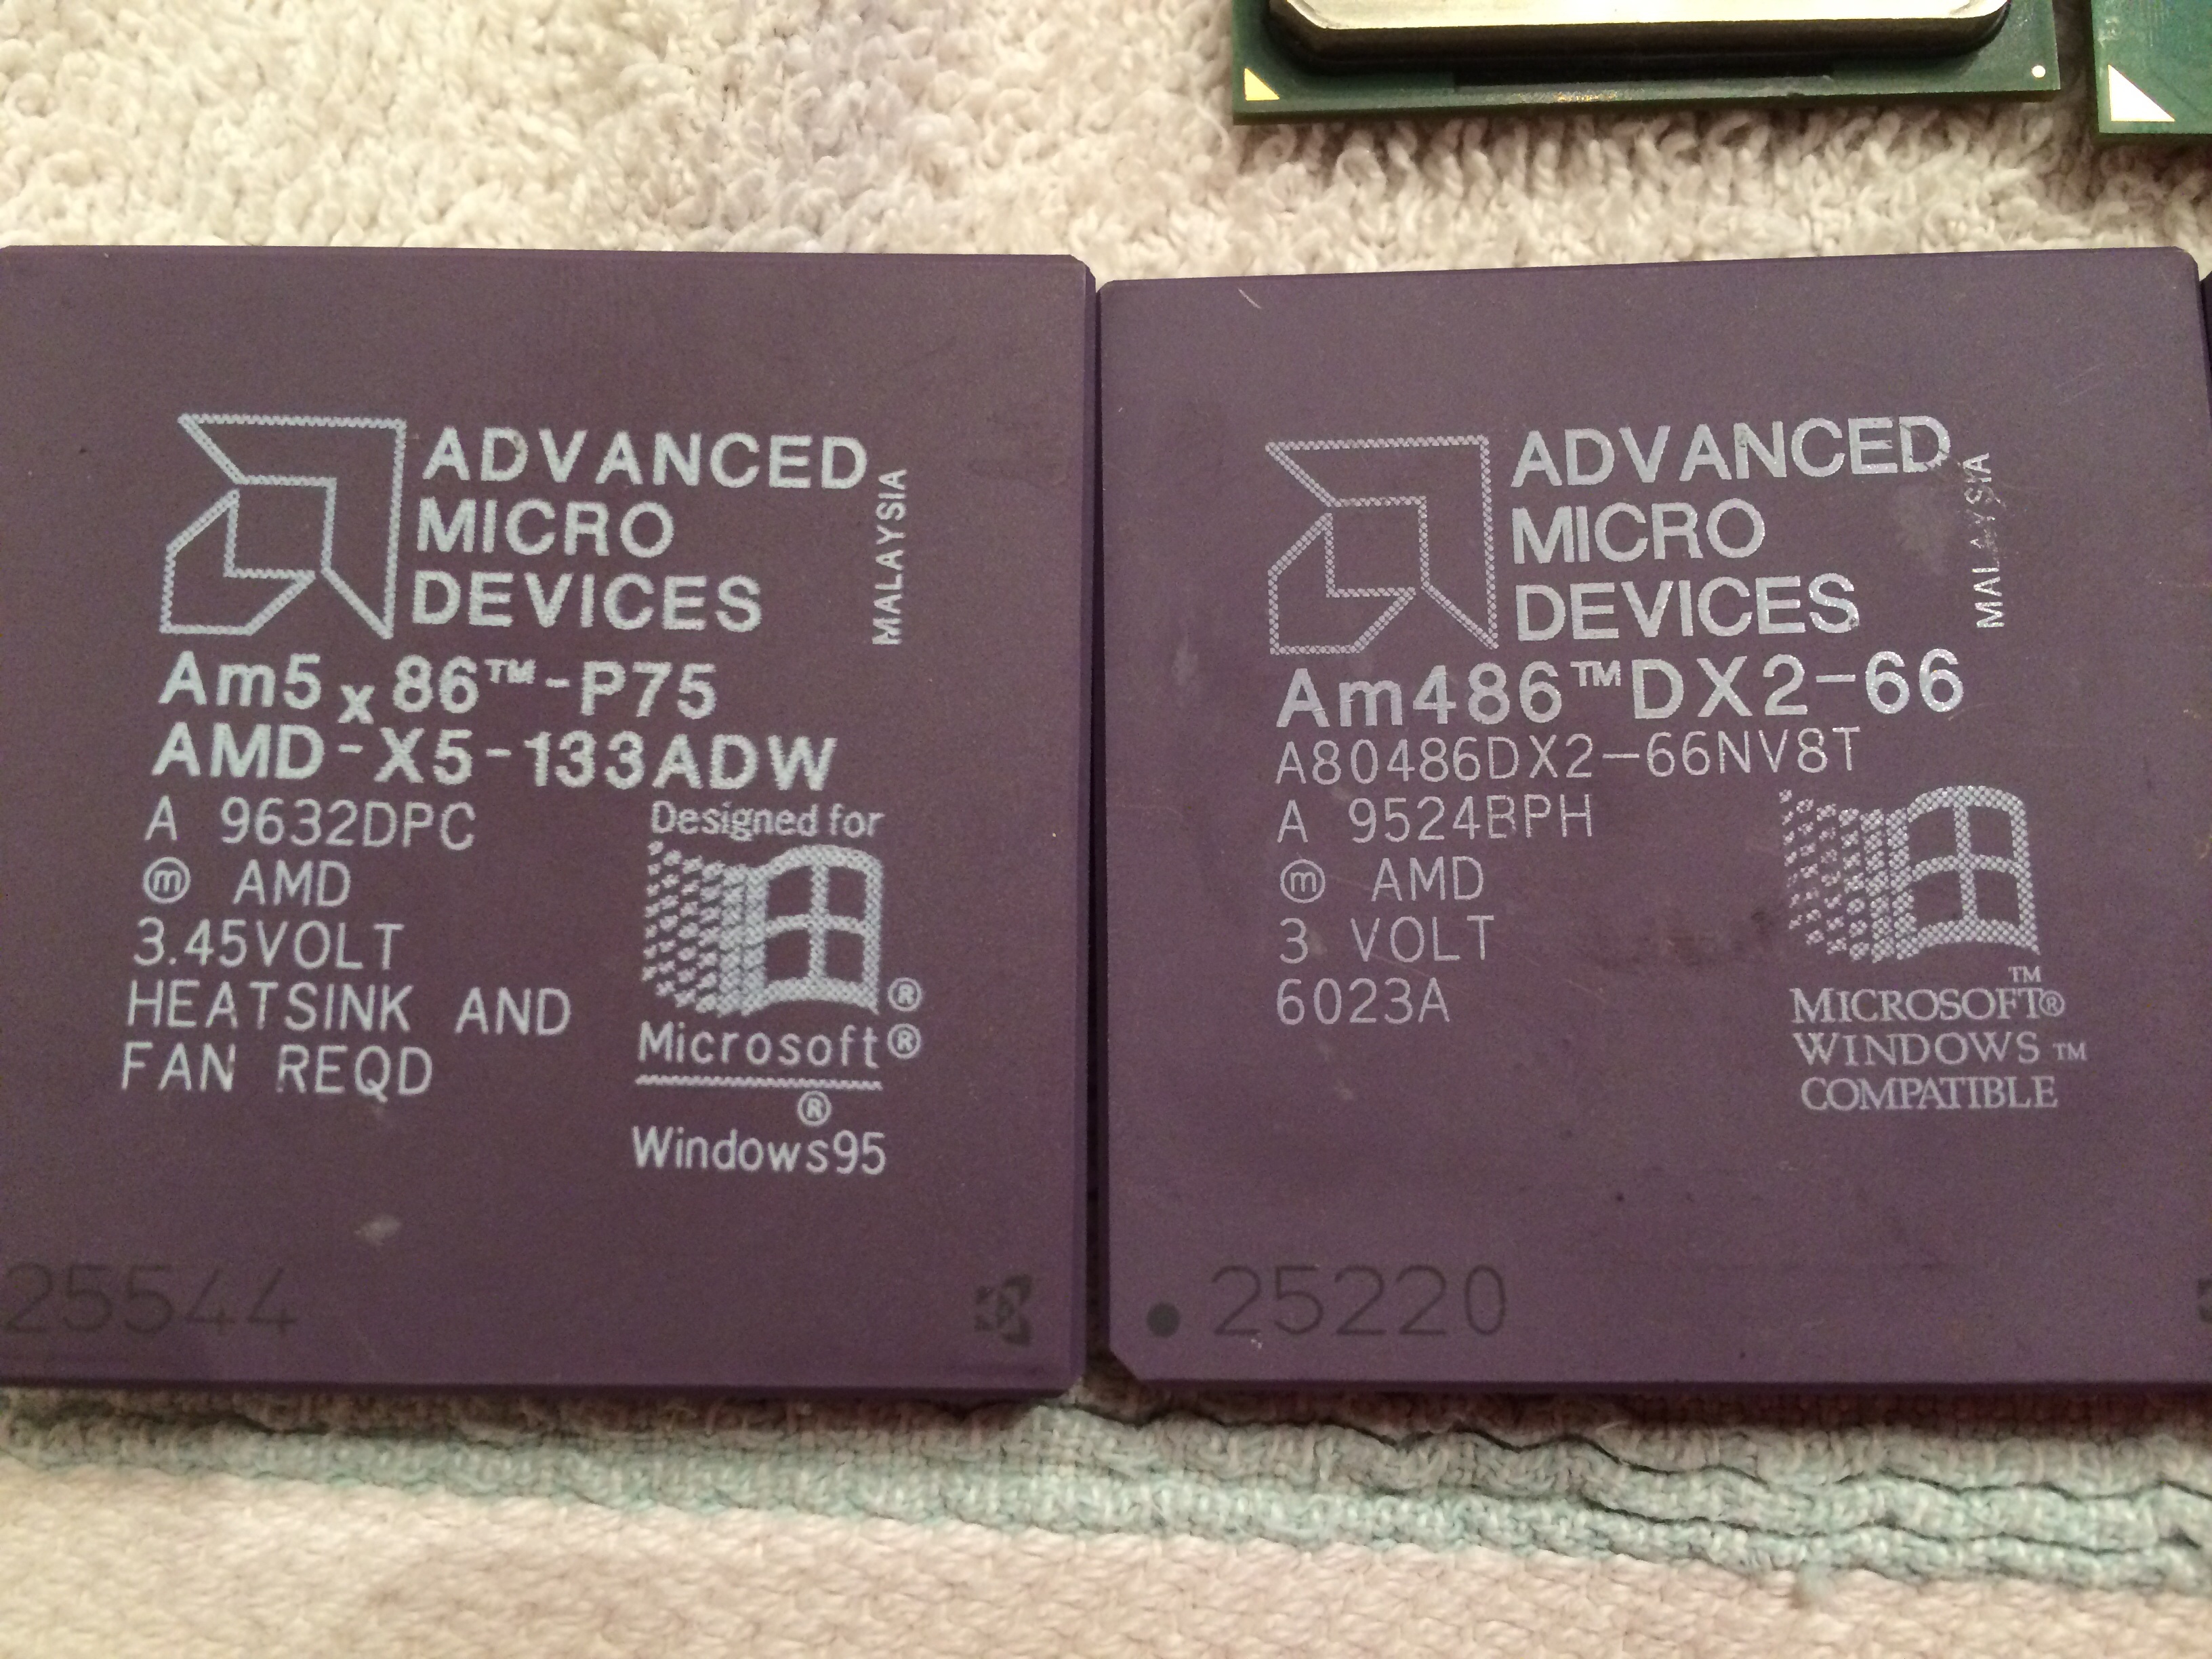 ADVANCED
MICRO
DEVICES
MALAYSIA
Am5x86™-P75
AMD-X5-133ADW
A 9632DPC
ⓜ AMD
3.45VOLT
HEATSINK AND
FAN REQD
Designed for
®
Microsoft®
®
Windows95
25544
ADVANCED
MICRO
DEVICES
MALAYSIA
Am486™DX2-66
A80486DX2-66NV8T
A 9524BPH
ⓜ AMD
3 VOLT
6023A
™
MICROSOFT®
WINDOWS™
COMPATIBLE
25220